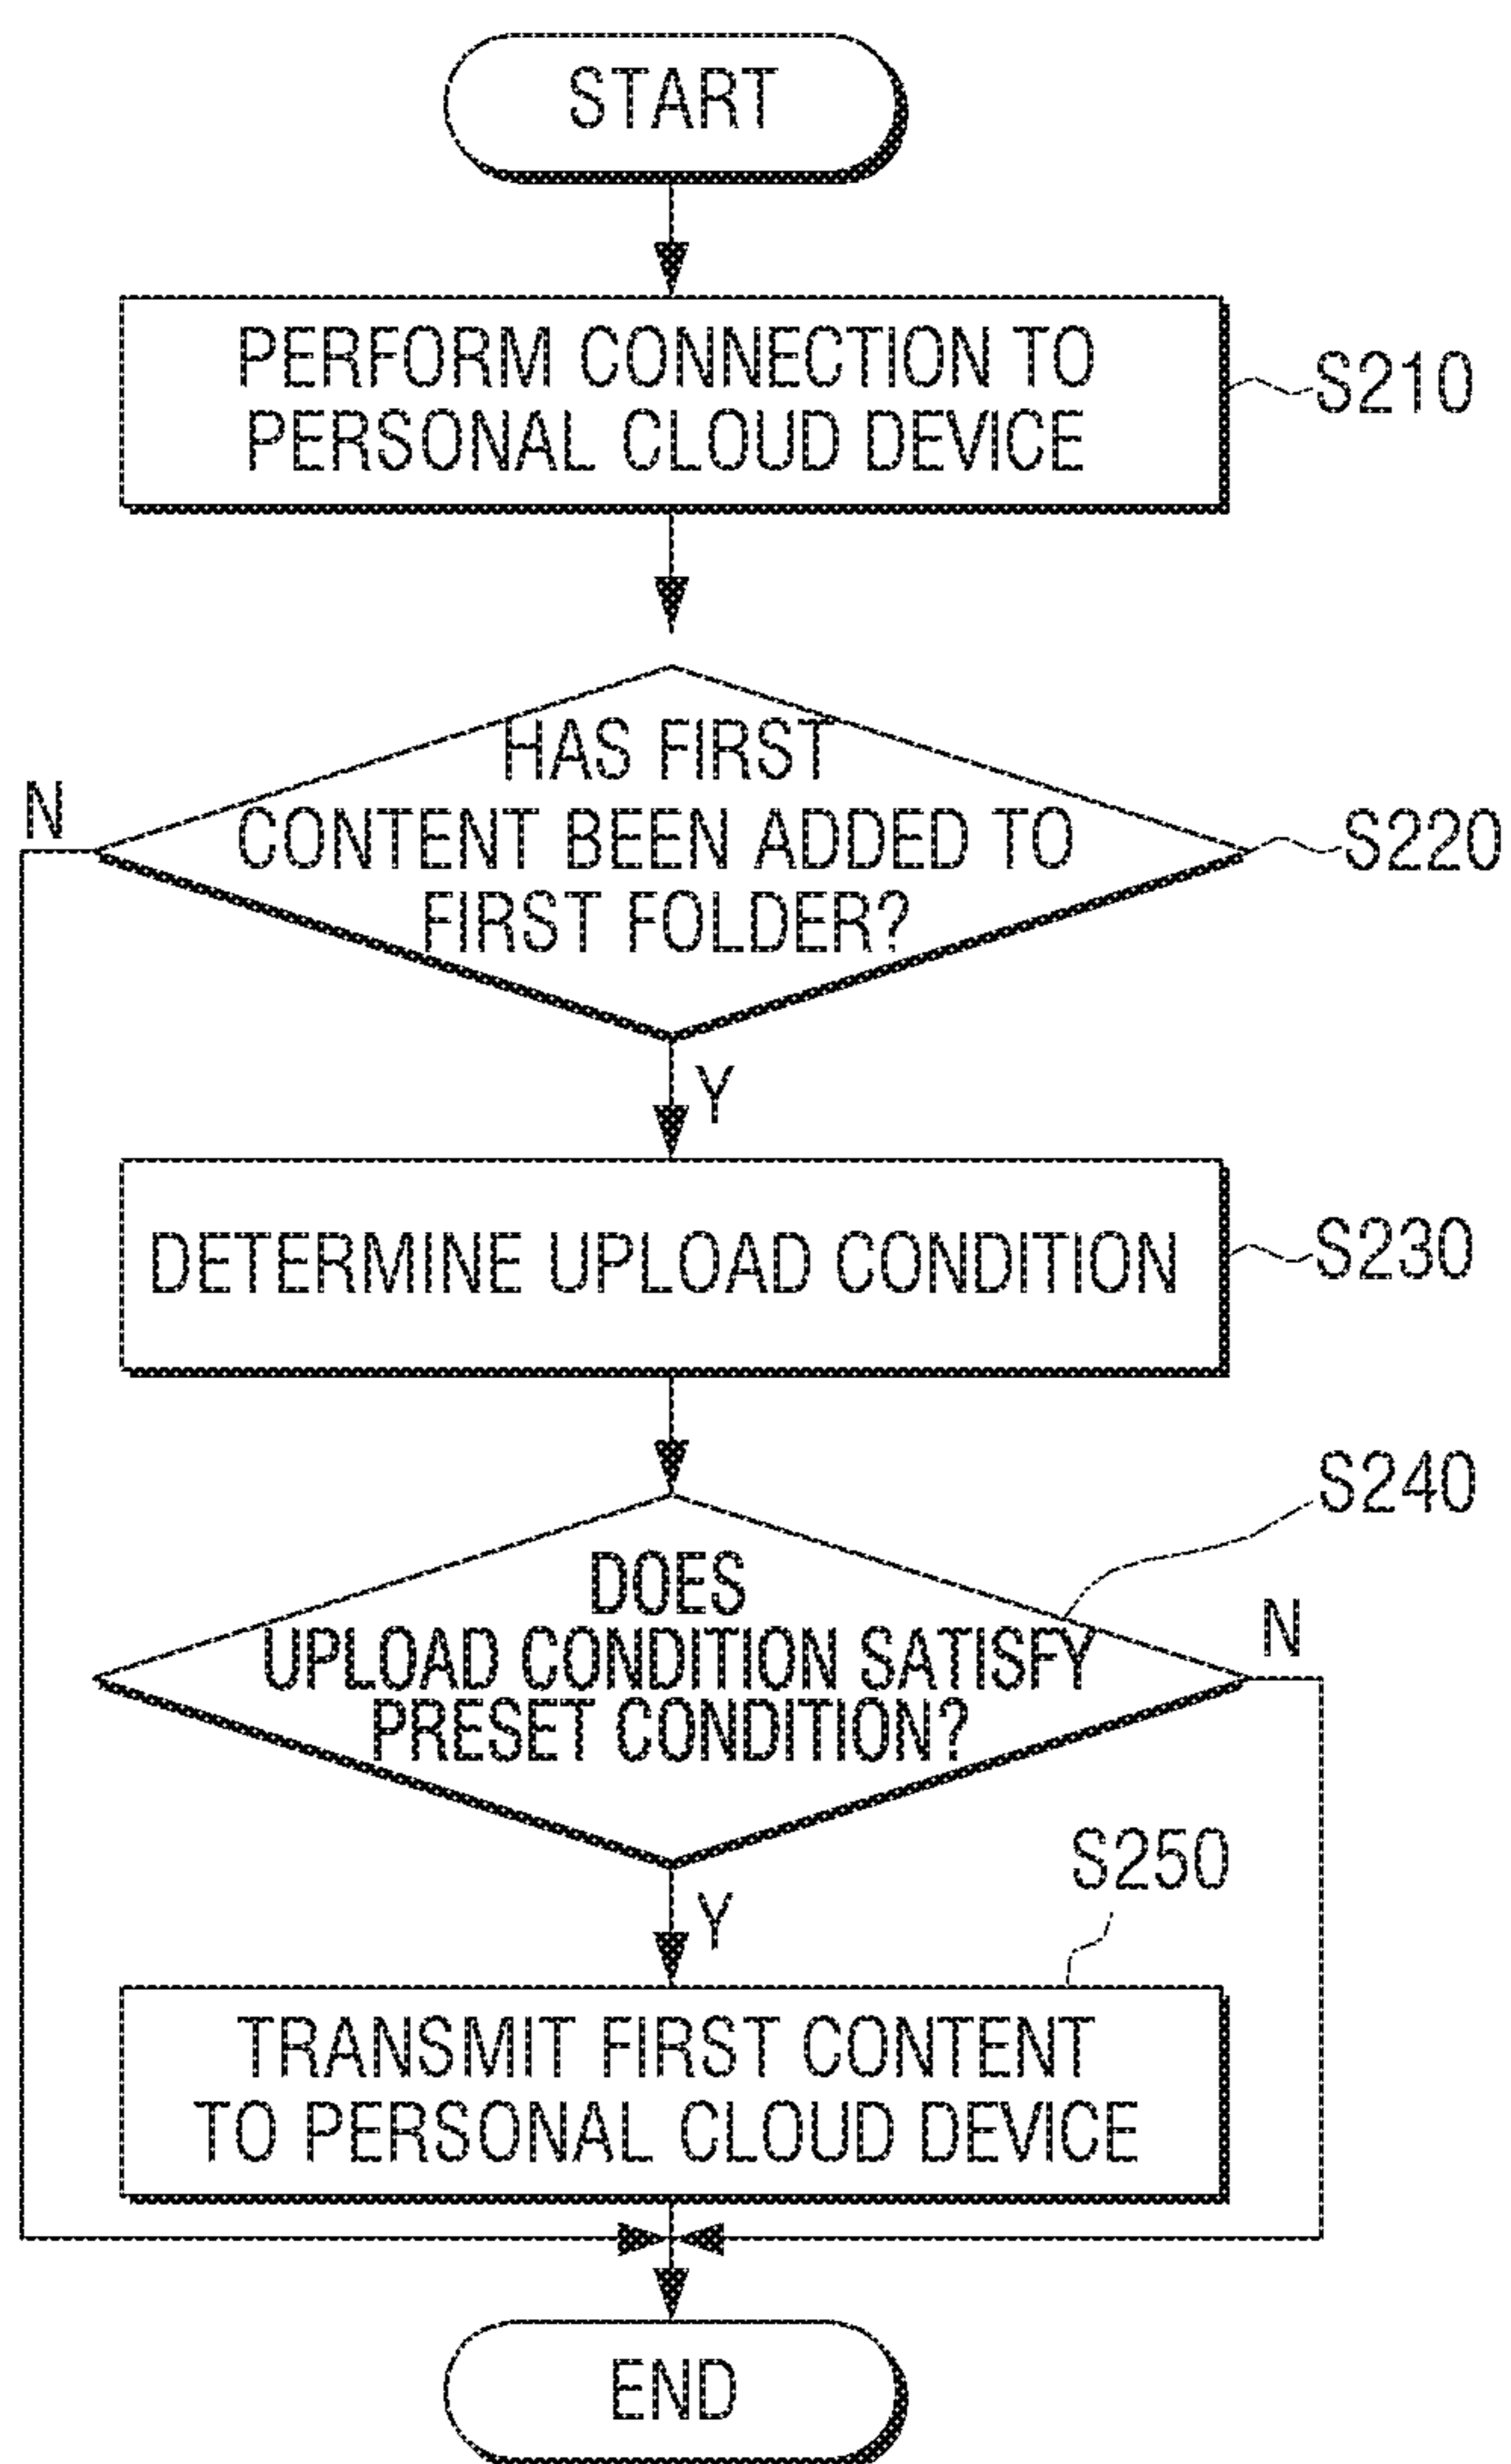 START
PERFORM CONNECTION TO
PERSONAL CLOUD DEVICE
S210
HAS FIRST
CONTENT BEEN ADDED TO
FIRST FOLDER?
N
S220
Y
DETERMINE UPLOAD CONDITION
S230
S240
DOES
UPLOAD CONDITION SATISFY
PRESET CONDITION?
N
Y
S250
TRANSMIT FIRST CONTENT
TO PERSONAL CLOUD DEVICE
END